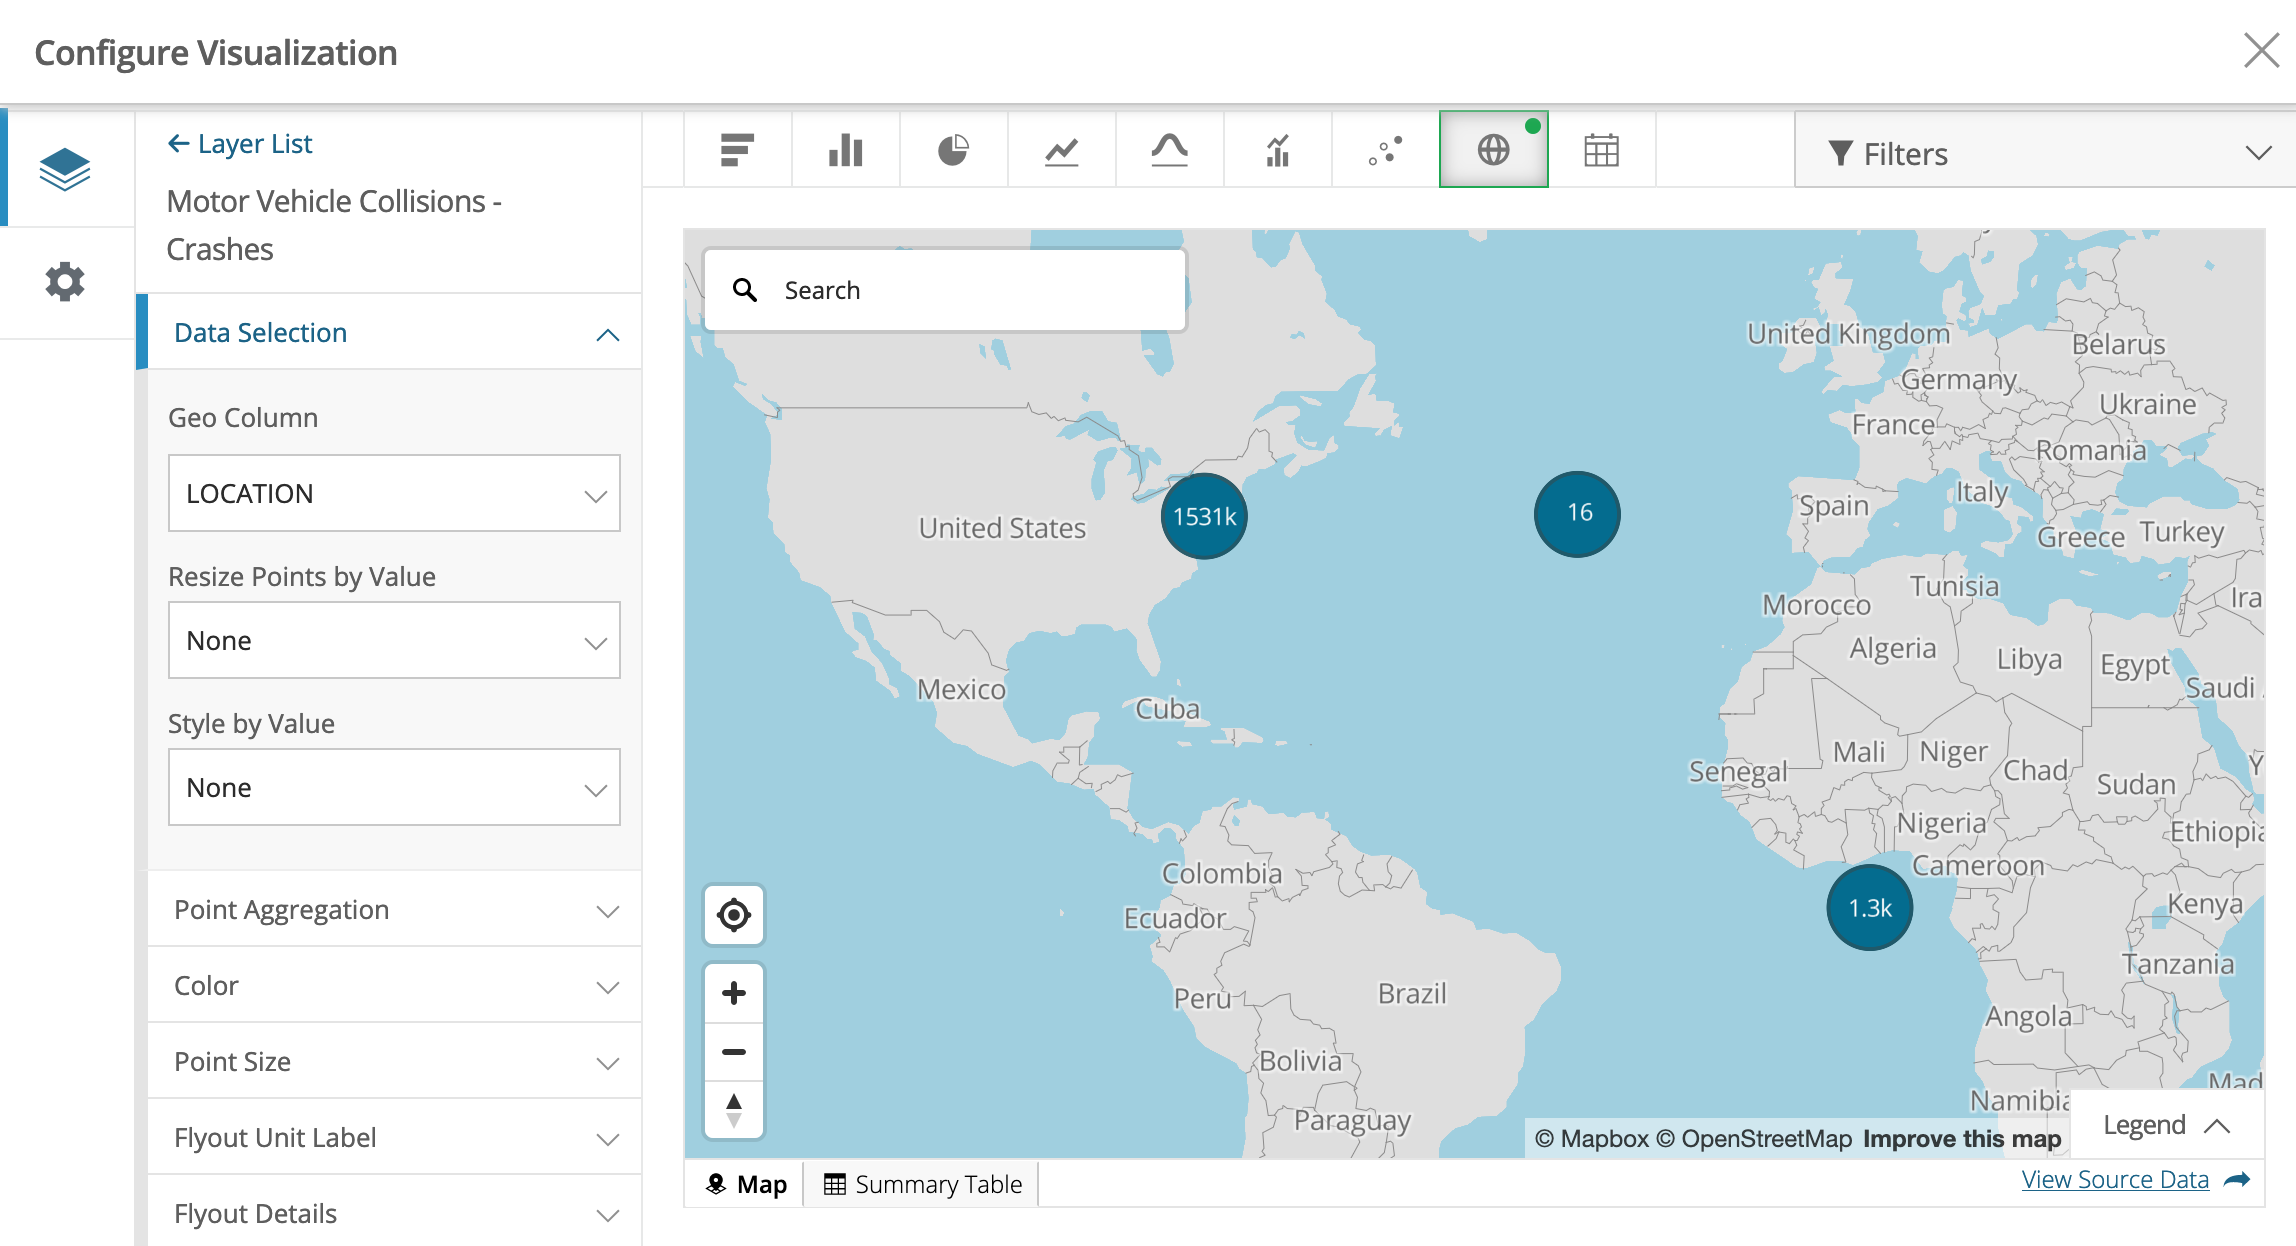 Configure Visualization
Layer List
Motor Vehicle Collisions -
Crashes
Data Selection
Geo Column
LOCATION
Resize Points by Value
None
Style by Value
None
Point Aggregation
Color
Point Size
Flyout Unit Label
Flyout Details
Filters
Search
United Kingdom
Belarus
Germany
Ukraine
France
Romania
Spain
Italy
Greece
Turkey
United States
1531k
16
Tunisia
Morocco
Ira
Algeria
Libya
Egypt
Saudi
Mexico
Cuba
Mali
Niger
Chad
Y
Senegal
Sudan
Nigeria
Ethiopia
Colombia
Cameroon
Ecuador
1.3k
Kenya
Tanzania
Peru
Brazil
Angola
Bolivia
Mad
Namibia
Paraguay
© Mapbox © OpenStreetMap Improve this map
Legend
Map
Summary Table
View Source Data